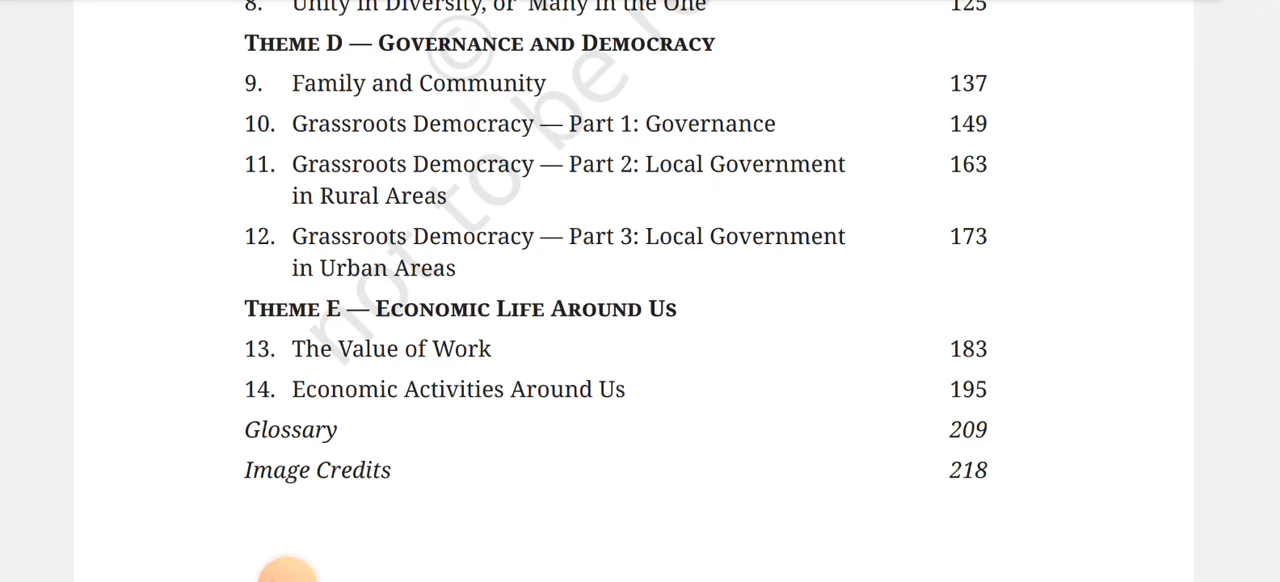 8. Unity in Diversity, or 'Many in the One' 125
THEME D — GOVERNANCE AND DEMOCRACY
9. Family and Community 137
10. Grassroots Democracy — Part 1: Governance 149
11. Grassroots Democracy — Part 2: Local Government 163
in Rural Areas
12. Grassroots Democracy — Part 3: Local Government 173
in Urban Areas
THEME E — ECONOMIC LIFE AROUND US
13. The Value of Work 183
14. Economic Activities Around Us 195
Glossary 209
Image Credits 218
©
not to be